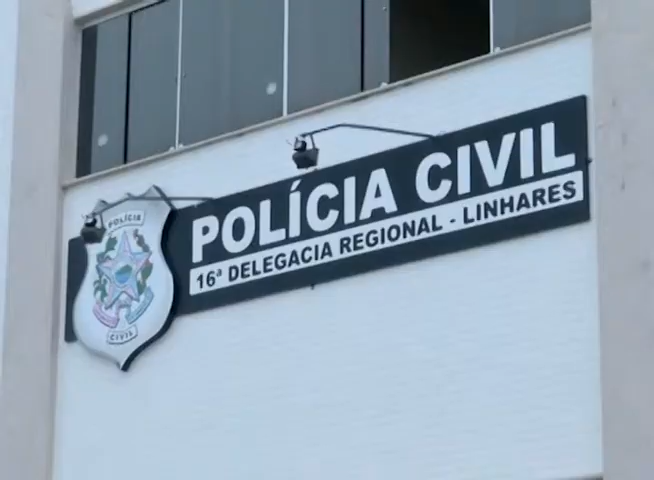 POLÍCIA CIVIL
16ª DELEGACIA REGIONAL - LINHARES
POLÍCIA
CIVIL